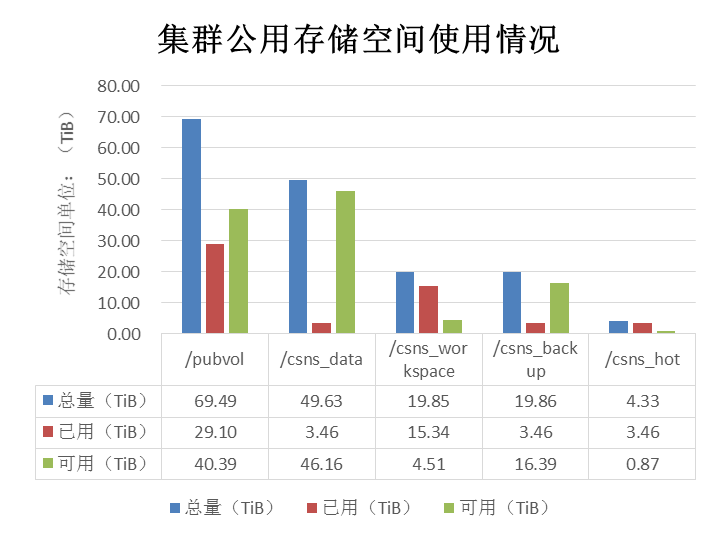 集群公用存储空间使用情况
存储空间单位：（TiB）
80.00
70.00
60.00
50.00
40.00
30.00
20.00
10.00
0.00
/pubvol /csns_data /csns_wor /csns_back /csns_hot
kspace up
总量（TiB） 69.49 49.63 19.85 19.86 4.33
已用（TiB） 29.10 3.46 15.34 3.46 3.46
可用（TiB） 40.39 46.16 4.51 16.39 0.87
总量（TiB） 已用（TiB） 可用（TiB）